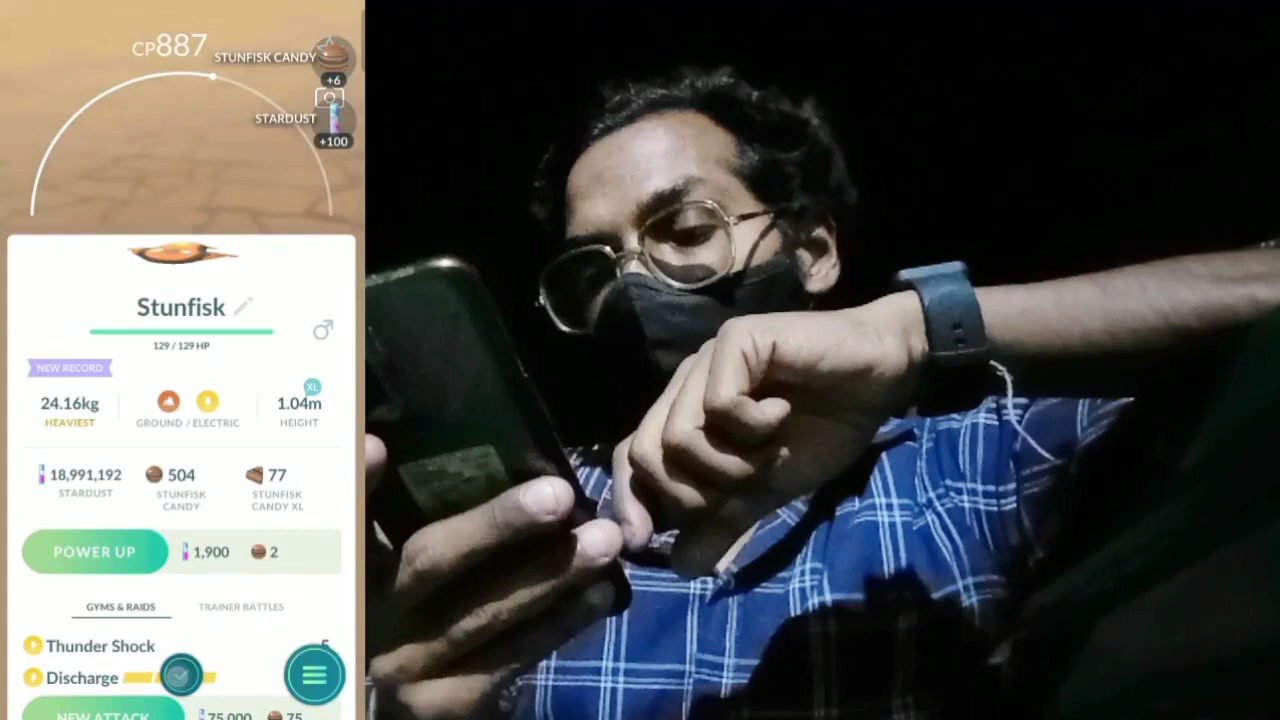 CP887
STUNFISK CANDY
+6
STARDUST
+100
Stunfisk
129 / 129 HP
NEW RECORD
XL
24.16kg
1.04m
HEAVIEST
GROUND / ELECTRIC
HEIGHT
18,991,192
504
77
STARDUST
STUNFISK
CANDY
STUNFISK
CANDY XL
POWER UP
1,900
2
GYMS & RAIDS
TRAINER BATTLES
Thunder Shock
5
Discharge
NEW ATTACK
75,000
75